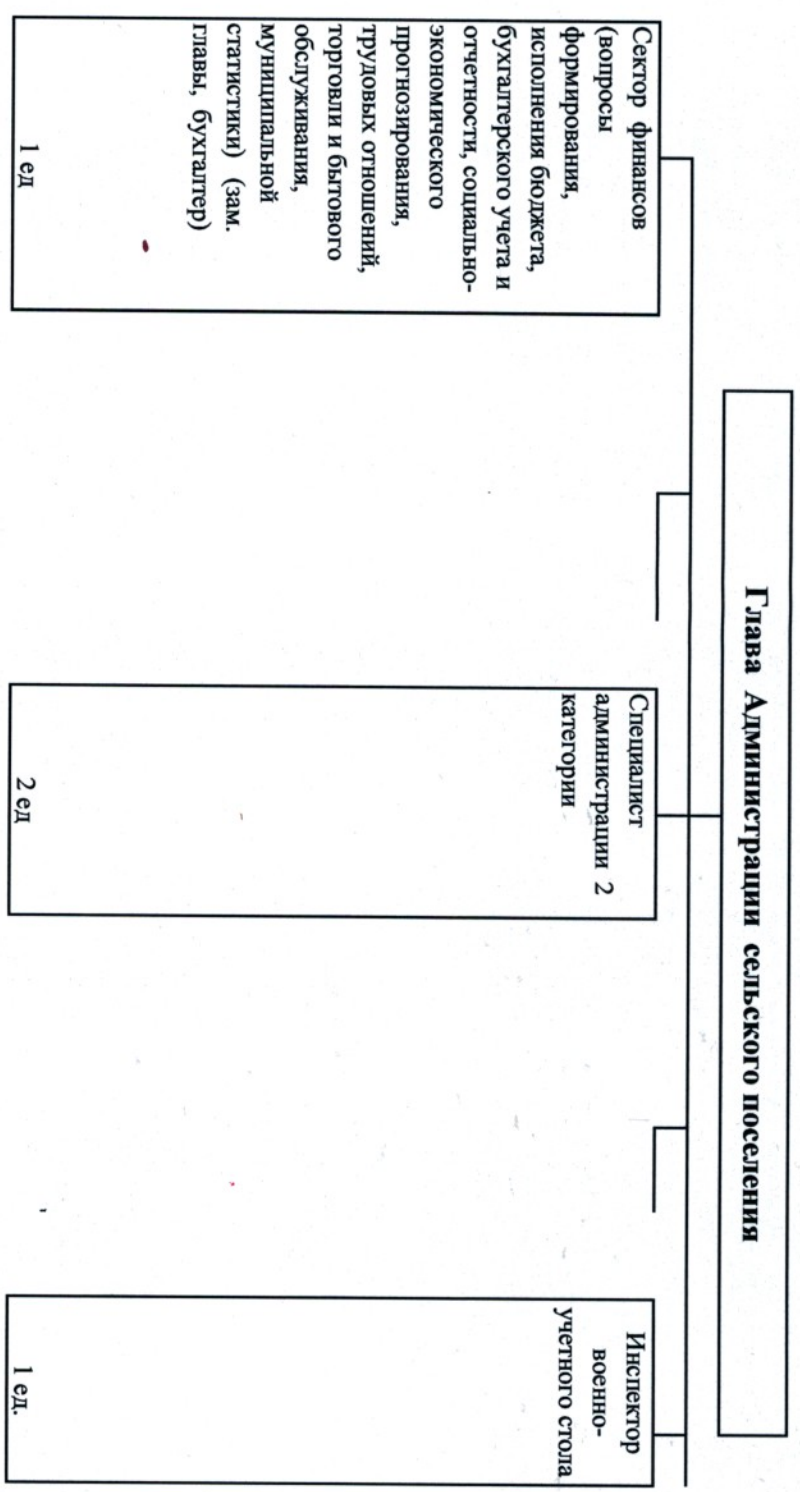 Глава Администрации сельского поселения
Сектор финансов
(вопросы
формирования,
исполнения бюджета,
бухгалтерского учета и
отчетности, социально-
экономического
прогнозирования,
трудовых отношений,
торговли и бытового
обслуживания,
муниципальной
статистики) (зам.
главы, бухгалтер)
1 ед
Специалист
администрации 2
категории
2 ед
Инспектор
военно-
учетного стола
1 ед.